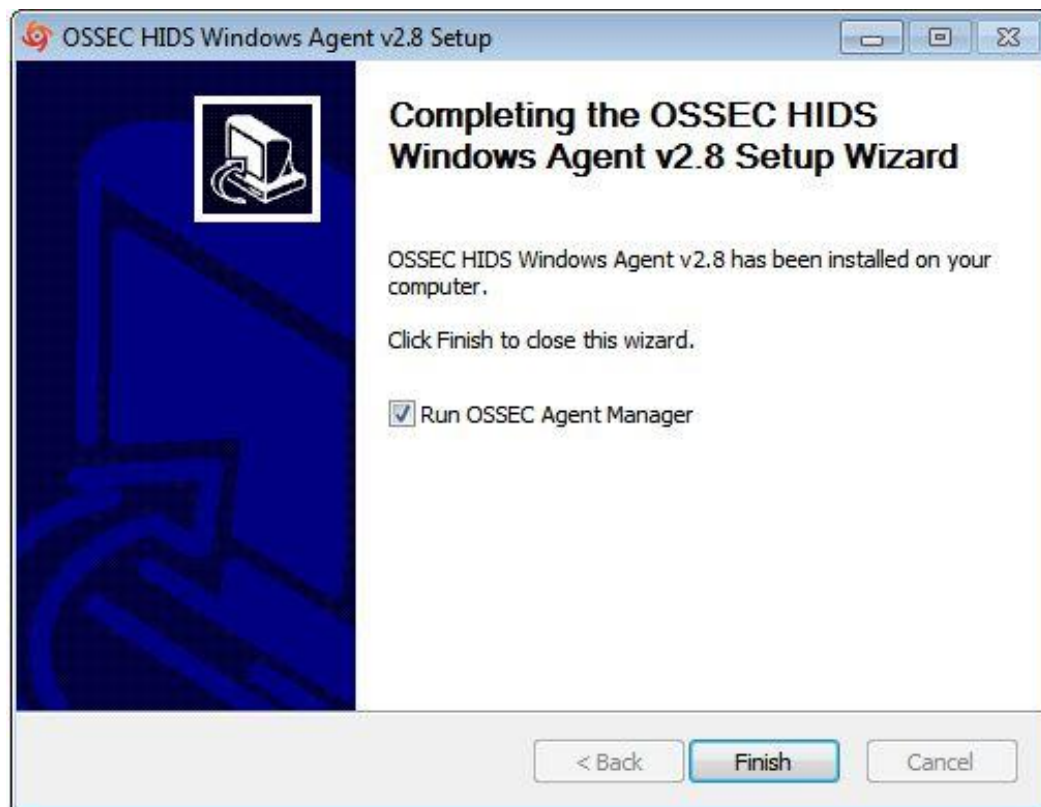 OSSEC HIDS Windows Agent v2.8 Setup
Completing the OSSEC HIDS
Windows Agent v2.8 Setup Wizard
OSSEC HIDS Windows Agent v2.8 has been installed on your
computer.
Click Finish to close this wizard.
Run OSSEC Agent Manager
< Back
Finish
Cancel